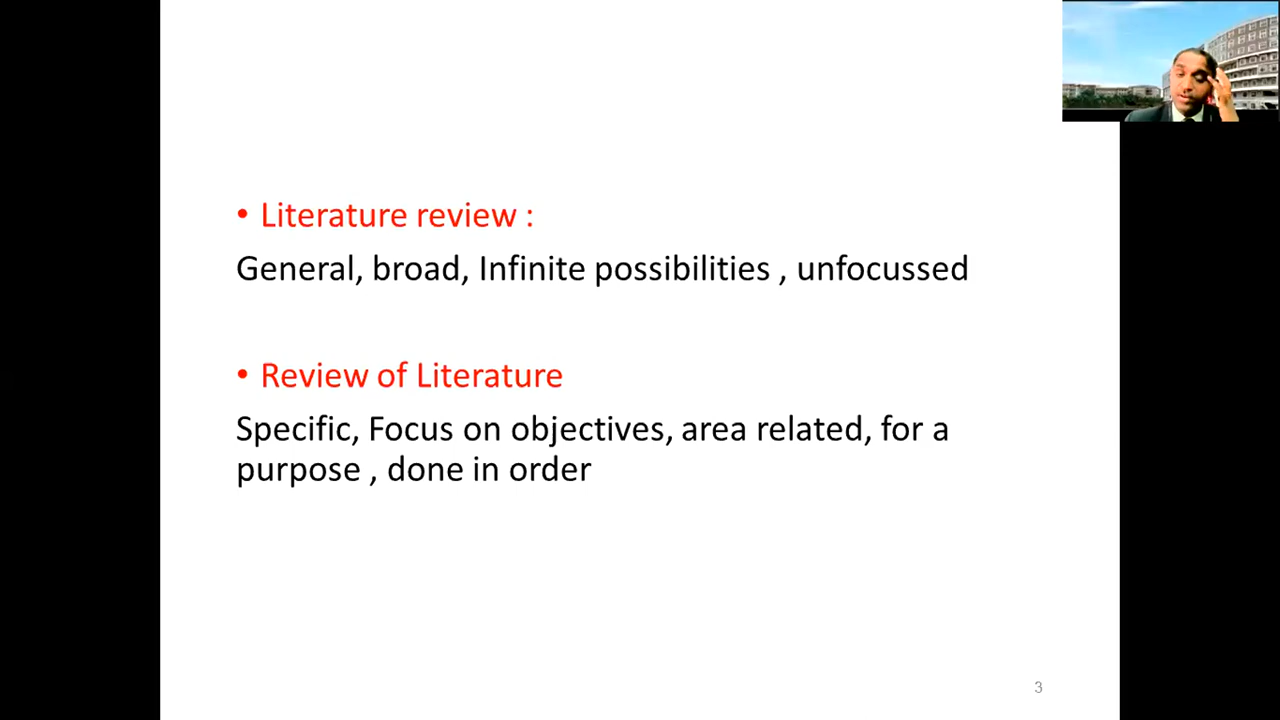 • Literature review :
General, broad, Infinite possibilities , unfocussed
• Review of Literature
Specific, Focus on objectives, area related, for a
purpose , done in order
3